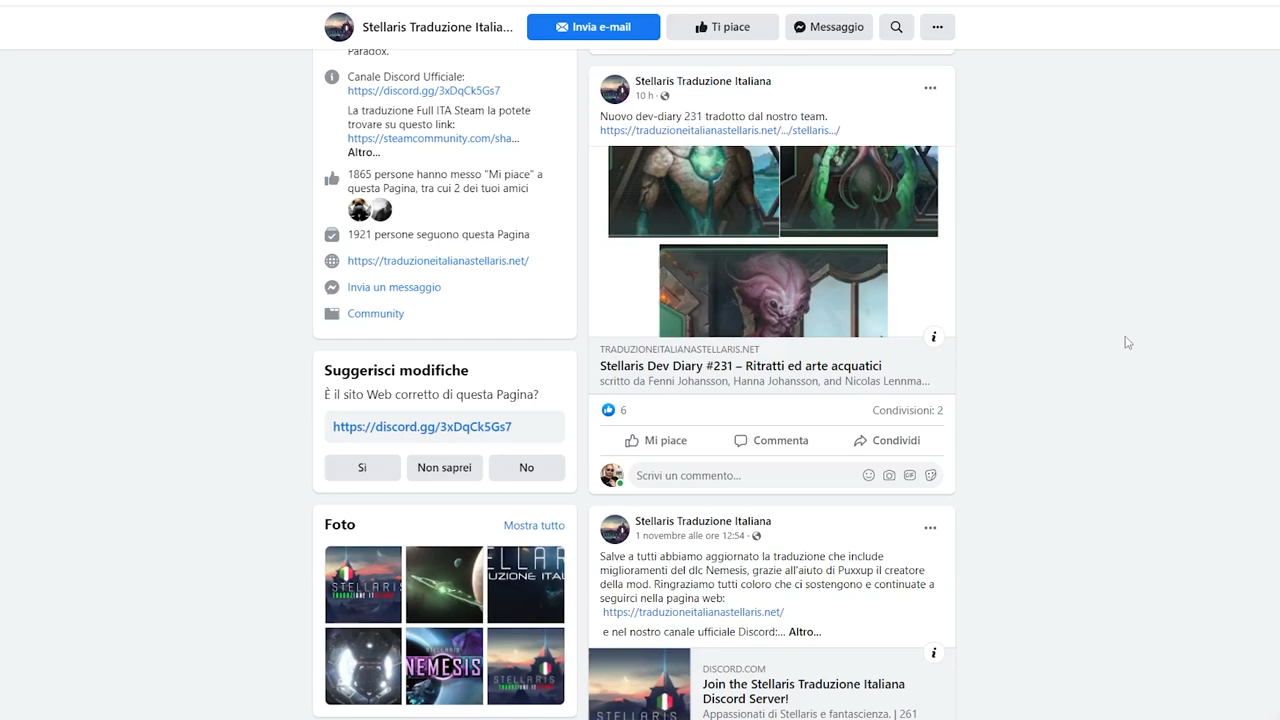 Stellaris Traduzione Italia...
Invia e-mail
Ti piace
Messaggio
Paradox.
Canale Discord Ufficiale:
https://discord.gg/3xDqCk5Gs7
La traduzione Full ITA Steam la potete
trovare su questo link:
https://steamcommunity.com/sha...
Altro...
1865 persone hanno messo "Mi piace" a
questa Pagina, tra cui 2 dei tuoi amici
1921 persone seguono questa Pagina
https://traduzioneitalianastellaris.net/
Invia un messaggio
Community
Suggerisci modifiche
È il sito Web corretto di questa Pagina?
https://discord.gg/3xDqCk5Gs7
Sì
Non saprei
No
Foto
Mostra tutto
STELLARIS
TRADUZIONE IT
ELLAR
UZIONE ITAL
STELLARIS
NEMESIS
STELLARIS
Stellaris Traduzione Italiana
10 h ·
Nuovo dev-diary 231 tradotto dal nostro team.
https://traduzioneitalianastellaris.net/.../stellaris.../
TRADUZIONEITALIANASTELLARIS.NET
Stellaris Dev Diary #231 – Ritratti ed arte acquatici
scritto da Fenni Johansson, Hanna Johansson, and Nicolas Lennma...
6
Condivisioni: 2
Mi piace
Commenta
Condividi
Scrivi un commento...
GIF
Stellaris Traduzione Italiana
1 novembre alle ore 12:54 ·
Salve a tutti abbiamo aggiornato la traduzione che include
miglioramenti del dlc Nemesis, grazie all'aiuto di Puxxup il creatore
della mod. Ringraziamo tutti coloro che ci sostengono e continuate a
seguirci nella pagina web:
https://traduzioneitalianastellaris.net/
e nel nostro canale ufficiale Discord:... Altro...
DISCORD.COM
Join the Stellaris Traduzione Italiana
Discord Server!
Appassionati di Stellaris e fantascienza. | 261